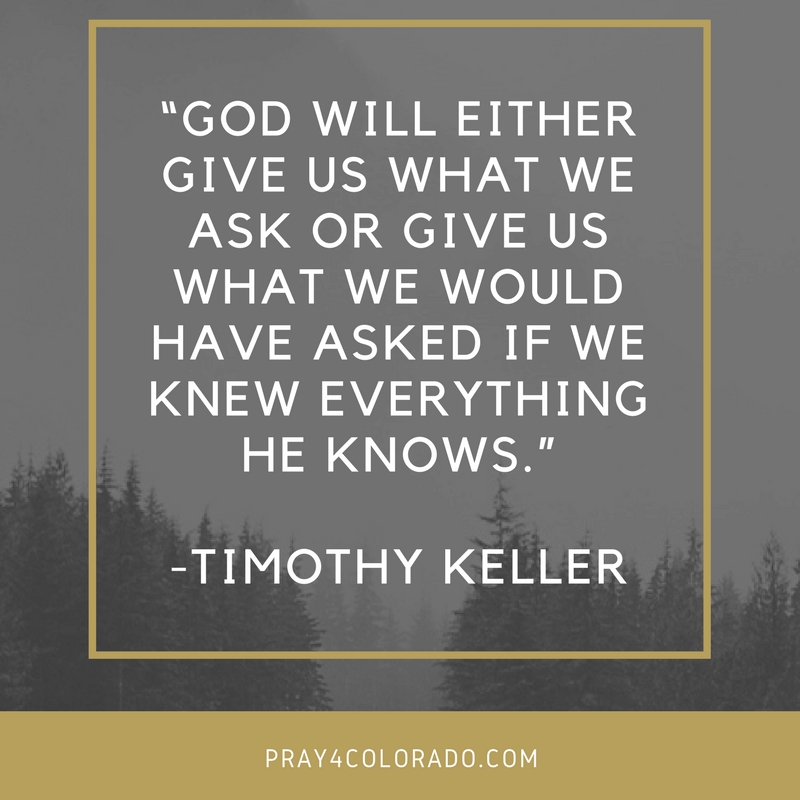 “GOD WILL EITHER
GIVE US WHAT WE
ASK OR GIVE US
WHAT WE WOULD
HAVE ASKED IF WE
KNEW EVERYTHING
HE KNOWS.”
-TIMOTHY KELLER
PRAY4COLORADO.COM